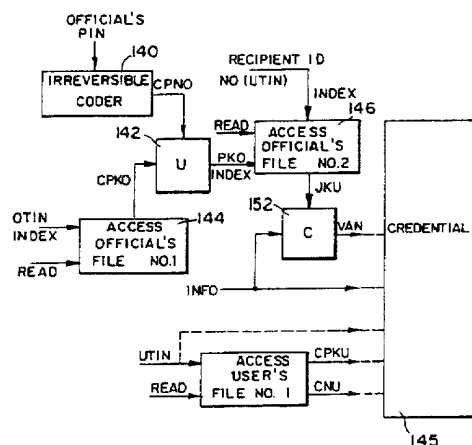 OFFICIAL'S
PIN
140
IRREVERSIBLE
CODER
CPNO
RECIPIENT ID
NO (UTIN)
INDEX
146
142
READ
ACCESS
OFFICIAL'S
FILE NO.2
U
PKO
INDEX
CPKO
JKU
152
144
OTIN
INDEX
ACCESS
OFFICIAL'S
FILE NO.1
READ
C
VAN
CREDENTIAL
INFO
UTIN
ACCESS
USER'S
FILE NO. 1
CPKU
READ
CNU
145